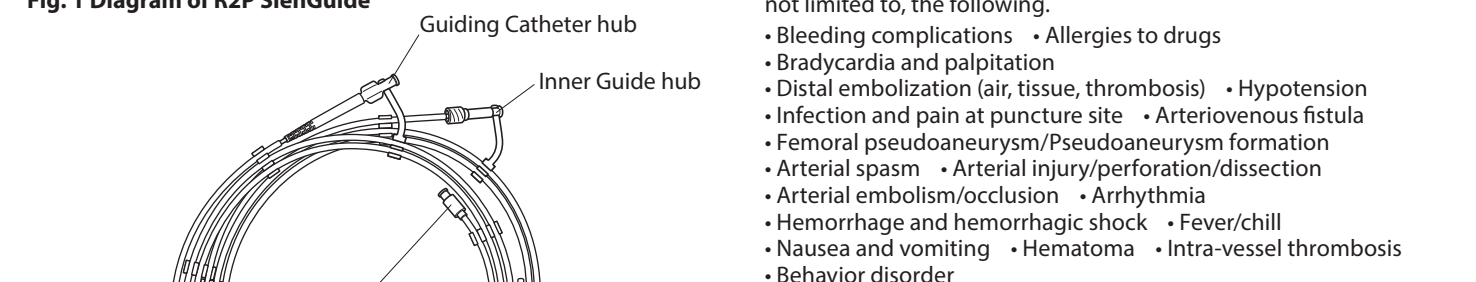 Fig. 1 Diagram of R2P SlenGuide
Guiding Catheter hub
Inner Guide hub
not limited to, the following.
• Bleeding complications • Allergies to drugs
• Bradycardia and palpitation
• Distal embolization (air, tissue, thrombosis) • Hypotension
• Infection and pain at puncture site • Arteriovenous fistula
• Femoral pseudoaneurysm/Pseudoaneurysm formation
• Arterial spasm • Arterial injury/perforation/dissection
• Arterial embolism/occlusion • Arrhythmia
• Hemorrhage and hemorrhagic shock • Fever/chill
• Nausea and vomiting • Hematoma • Intra-vessel thrombosis
• Behavior disorder